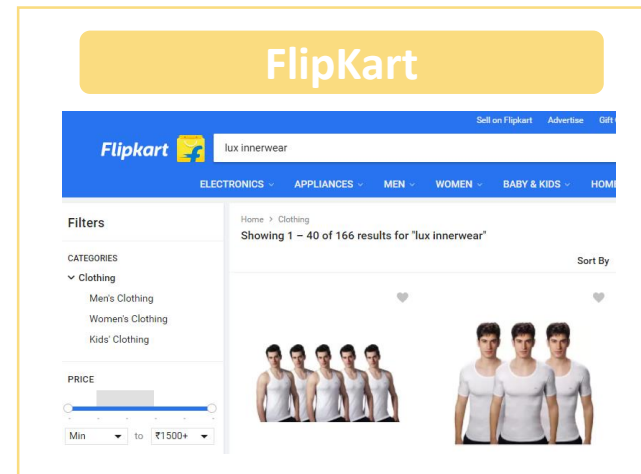 FlipKart
Sell on Flipkart Advertise Gift
Flipkart
lux innerwear
ELECTRONICS APPLIANCES MEN WOMEN BABY & KIDS HOME
Filters
Home > Clothing
Showing 1 – 40 of 166 results for "lux innerwear"
CATEGORIES
Sort By
Clothing
Men's Clothing
Women's Clothing
Kids' Clothing
PRICE
Min to ₹1500+